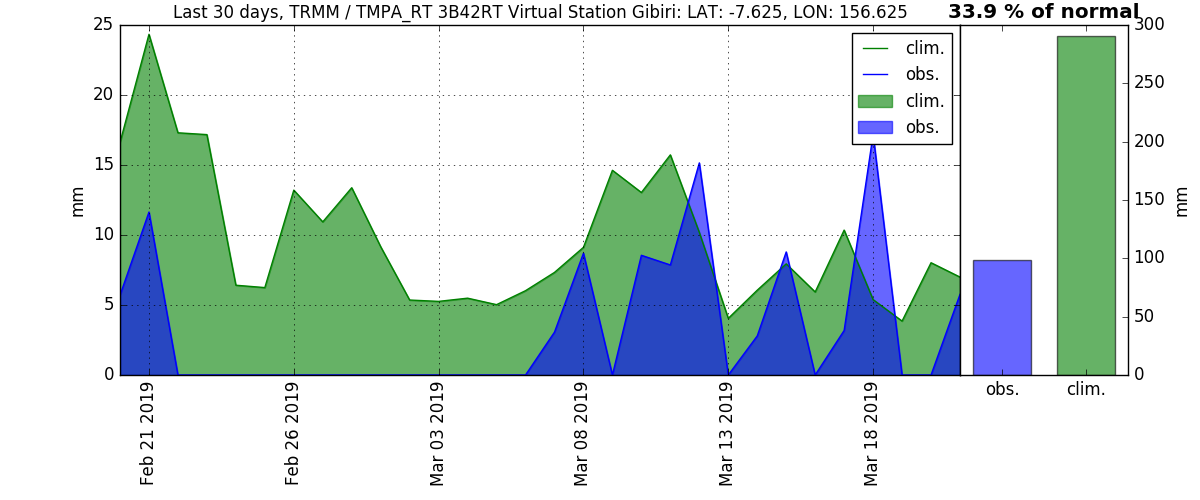 Last 30 days, TRMM / TMPA_RT 3B42RT Virtual Station Gibiri: LAT: -7.625, LON: 156.625
33.9 % of normal
25
20
15
10
5
0
mm
clim.
obs.
clim.
obs.
Feb 21 2019
Feb 26 2019
Mar 03 2019
Mar 08 2019
Mar 13 2019
Mar 18 2019
300
250
200
150
100
50
0
mm
obs.
clim.